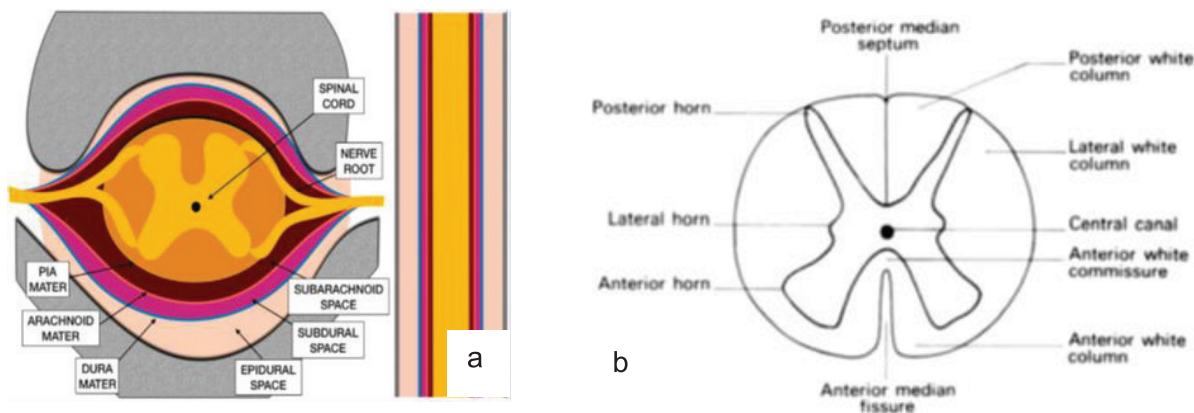 SPINAL
CORD
NERVE
ROOT
PIA
MATER
ARACHNOID
MATER
DURA
MATER
EPIDURAL
SPACE
SUBDURAL
SPACE
SUBARACHNOID
SPACE
a
Posterior median
septum
Posterior white
column
Posterior horn
Lateral white
column
Lateral horn
Central canal
Anterior white
commissure
Anterior horn
Anterior white
column
Anterior median
fissure
b